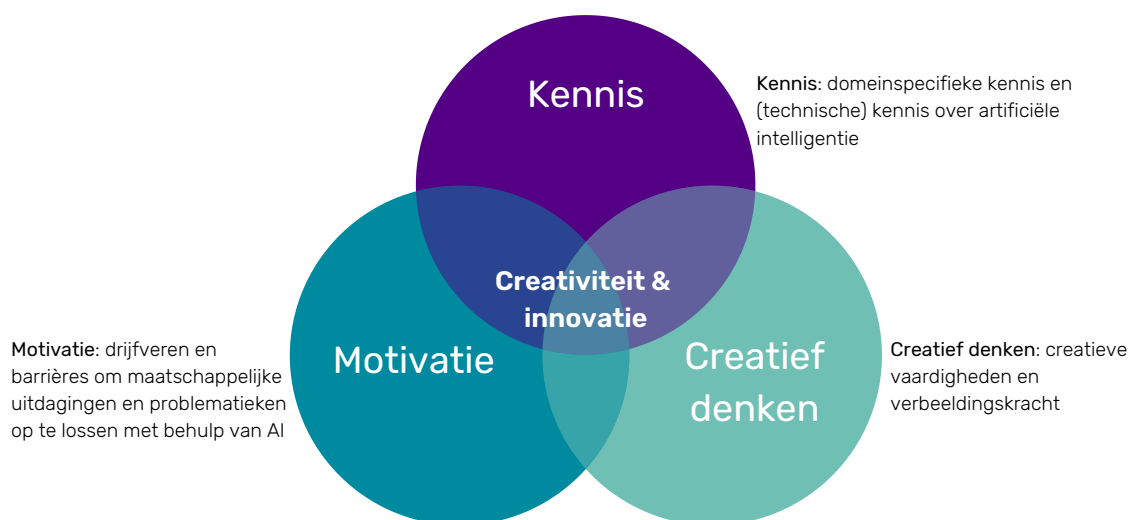 Kennis
Kennis: domeinspecifieke kennis en
(technische) kennis over artificiële
intelligentie
Creativiteit &
innovatie
Motivatie: drijfveren en
barrières om maatschappelijke
uitdagingen en problematieken
op te lossen met behulp van AI
Motivatie
Creatief
denken
Creatief denken: creatieve
vaardigheden en
verbeeldingskracht